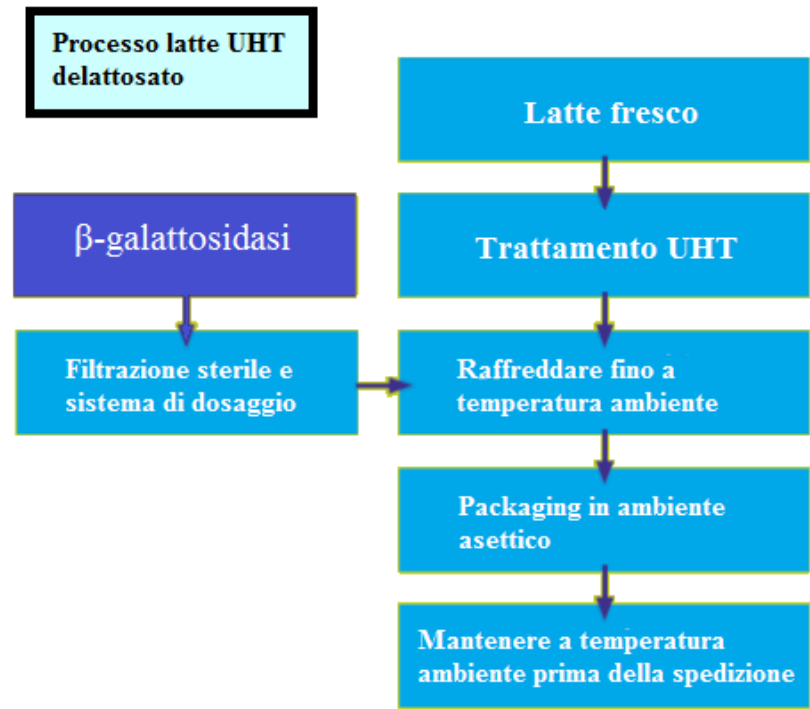 Processo latte UHT
delattosato
Latte fresco
β-galattosidasi
Trattamento UHT
Filtrazione sterile e
sistema di dosaggio
Raffreddare fino a
temperatura ambiente
Packaging in ambiente
asettico
Mantenere a temperatura
ambiente prima della spedizione